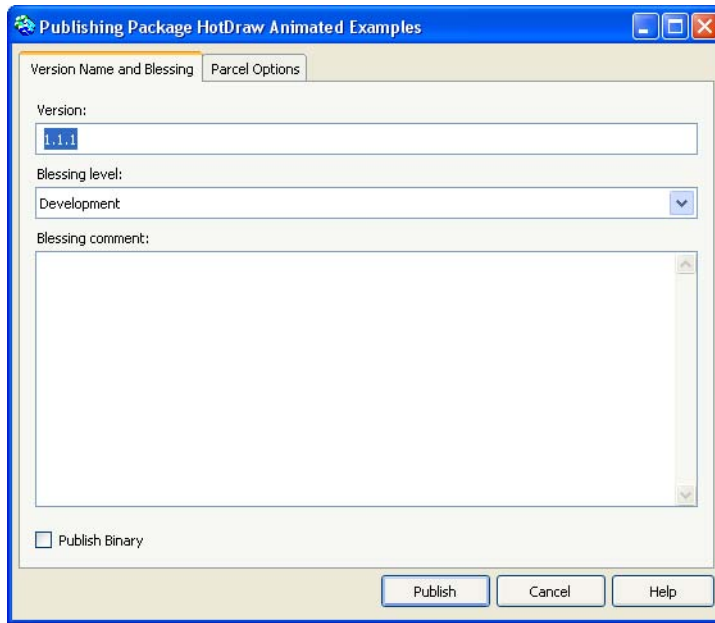 Publishing Package HotDraw Animated Examples
Version Name and Blessing Parcel Options
Version:
1.1.1
Blessing level:
Development
Blessing comment:
Publish Binary
Publish Cancel Help